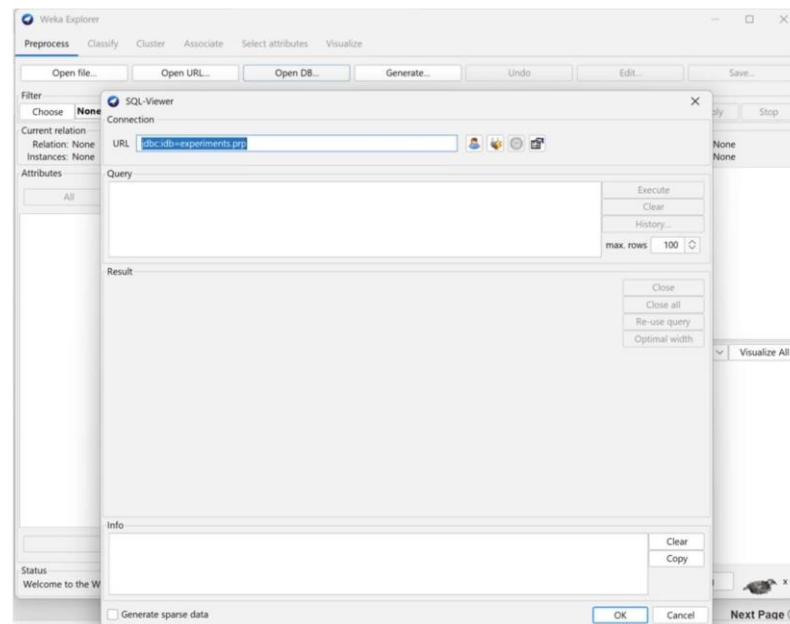 Weka Explorer
Preprocess Classify Cluster Associate Select attributes Visualize
Open file... Open URL... Open DB... Generate... Undo Edit... Save...
Filter
Choose None
Stop
SQL-Viewer
Connection
URL jdbc:idb=experiments.prp
Current relation
Relation: None
Instances: None
None
None
Attributes
All
Query
Execute
Clear
History...
max. rows 100
Result
Close
Close all
Re-use query
Optimal width
Visualize All
Info
Clear
Copy
Status
Welcome to the W
x
Generate sparse data
OK Cancel
Next Page